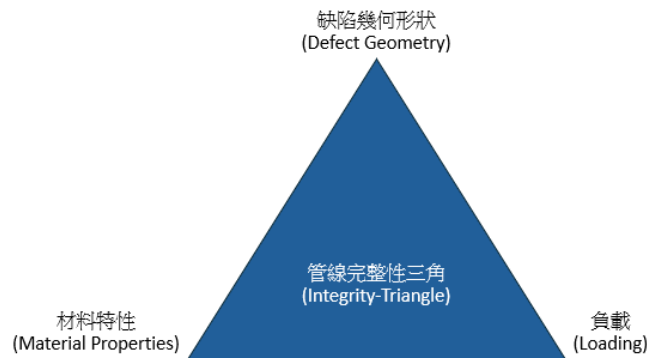 缺陷幾何形狀
(Defect Geometry)
管線完整性三角
(Integrity-Triangle)
材料特性
(Material Properties)
負載
(Loading)